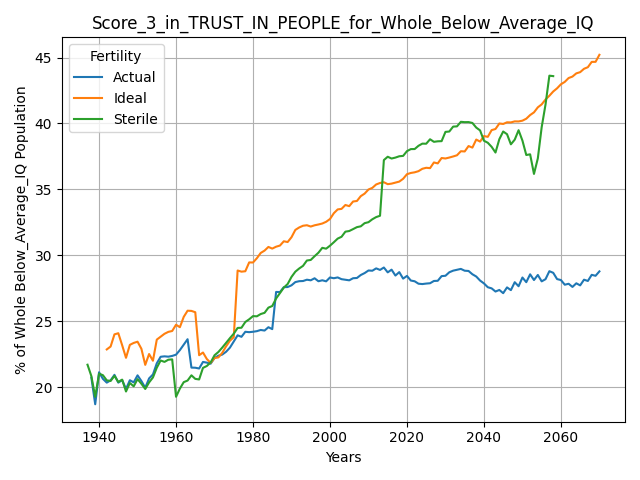 Score_3_in_TRUST_IN_PEOPLE_for_Whole_Below_Average_IQ
% of Whole Below_Average_IQ Population
45
40
35
30
25
20
Fertility
Actual
Ideal
Sterile
1940 1960 1980 2000 2020 2040 2060
Years